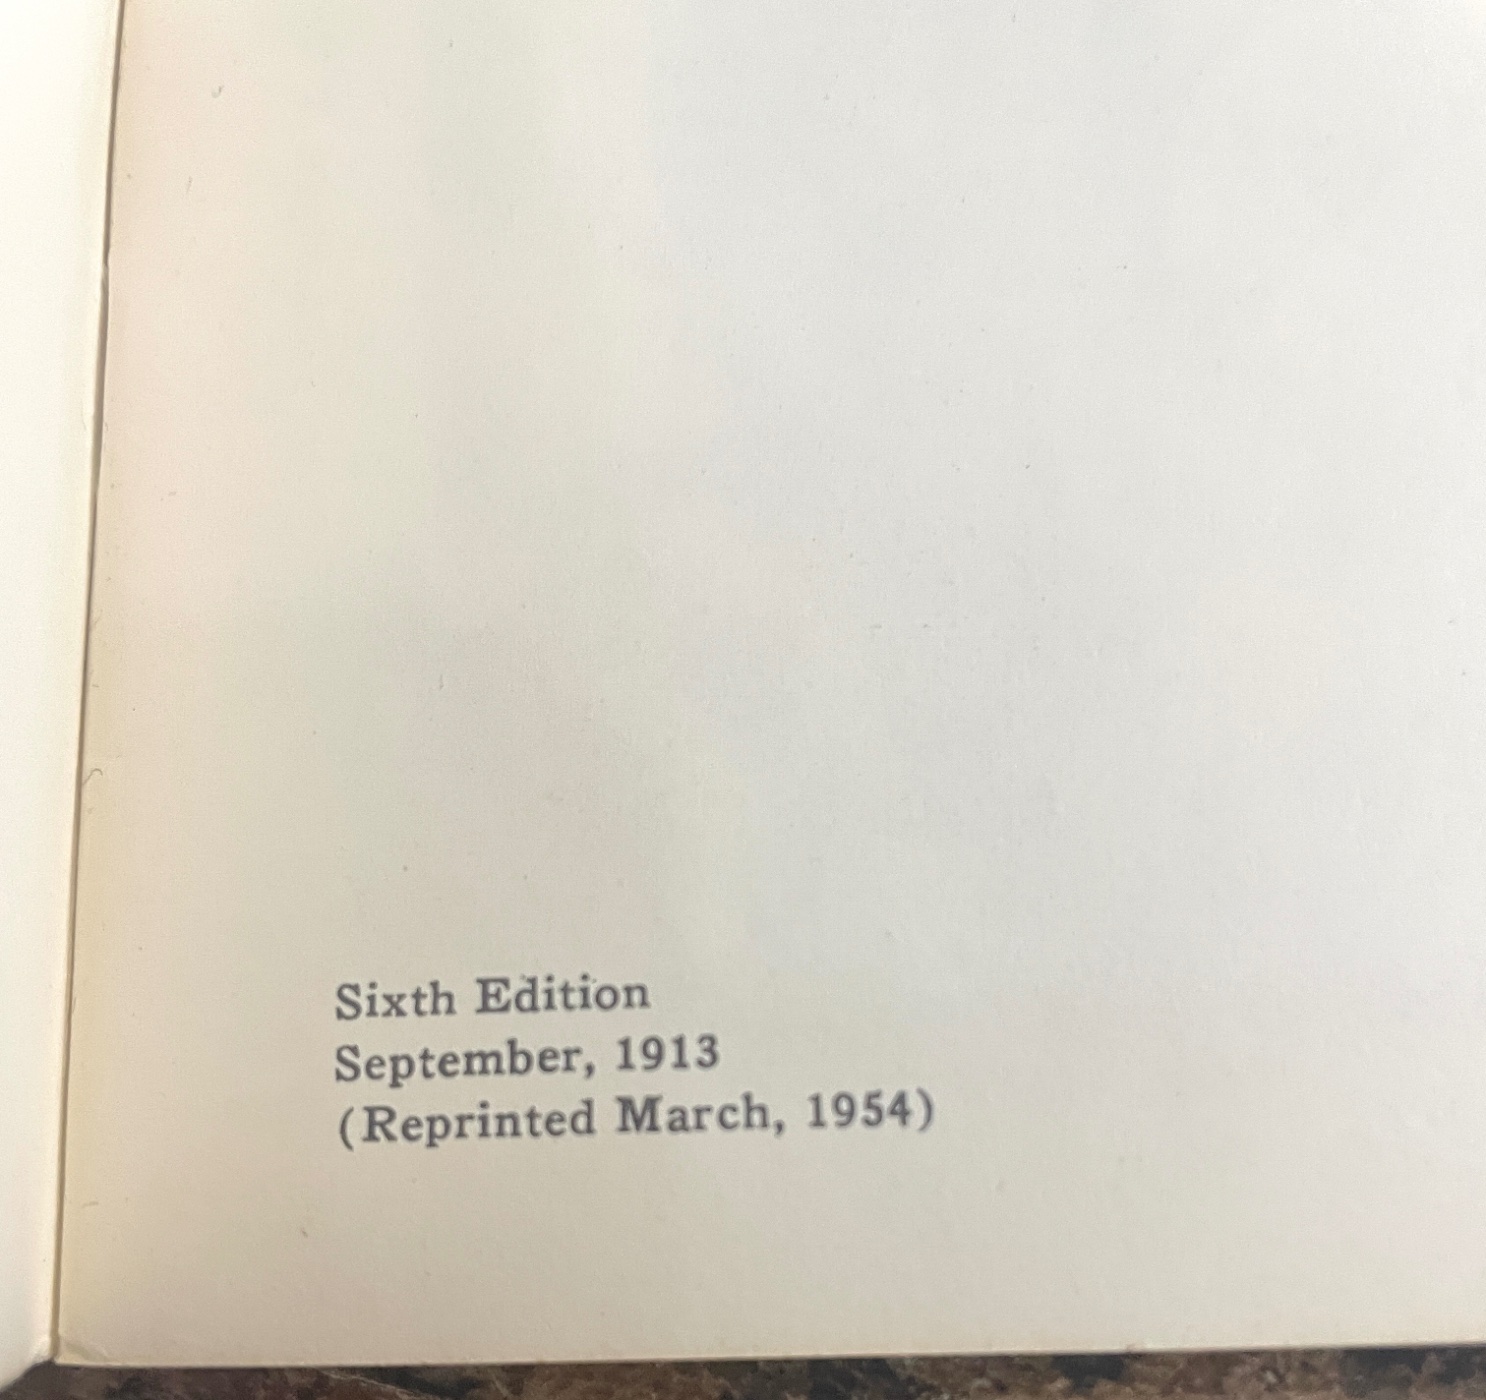 Sixth Edition
September, 1913
(Reprinted March, 1954)